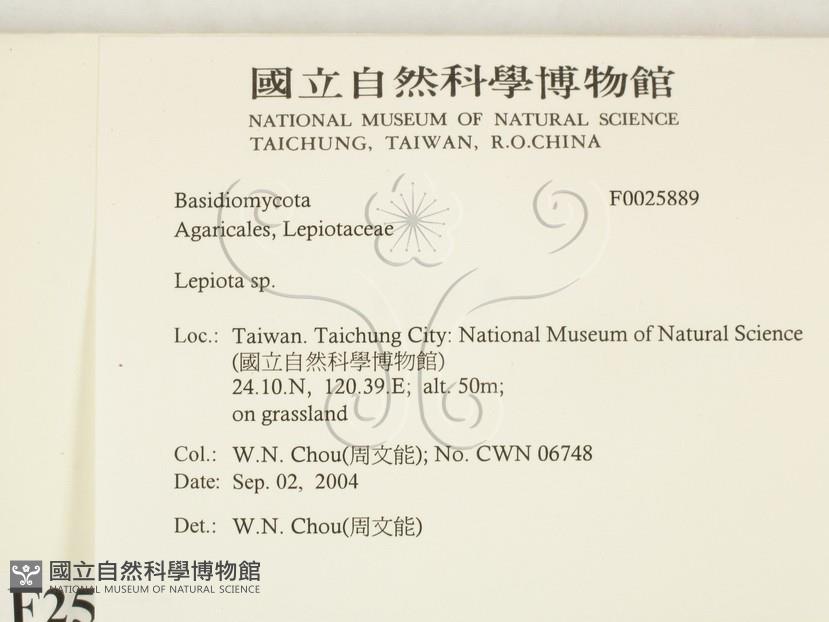 國立自然科學博物館
NATIONAL MUSEUM OF NATURAL SCIENCE
TAICHUNG, TAIWAN, R.O.CHINA
Basidiomycota F0025889
Agaricales, Lepiotaceae
Lepiota sp.
Loc.: Taiwan. Taichung City: National Museum of Natural Science
(國立自然科學博物館)
24.10.N, 120.39.E; alt. 50m;
on grassland
Col.: W.N. Chou(周文能); No. CWN 06748
Date: Sep. 02, 2004
Det.: W.N. Chou(周文能)
國立自然科學博物館
NATIONAL MUSEUM OF NATURAL SCIENCE
F25